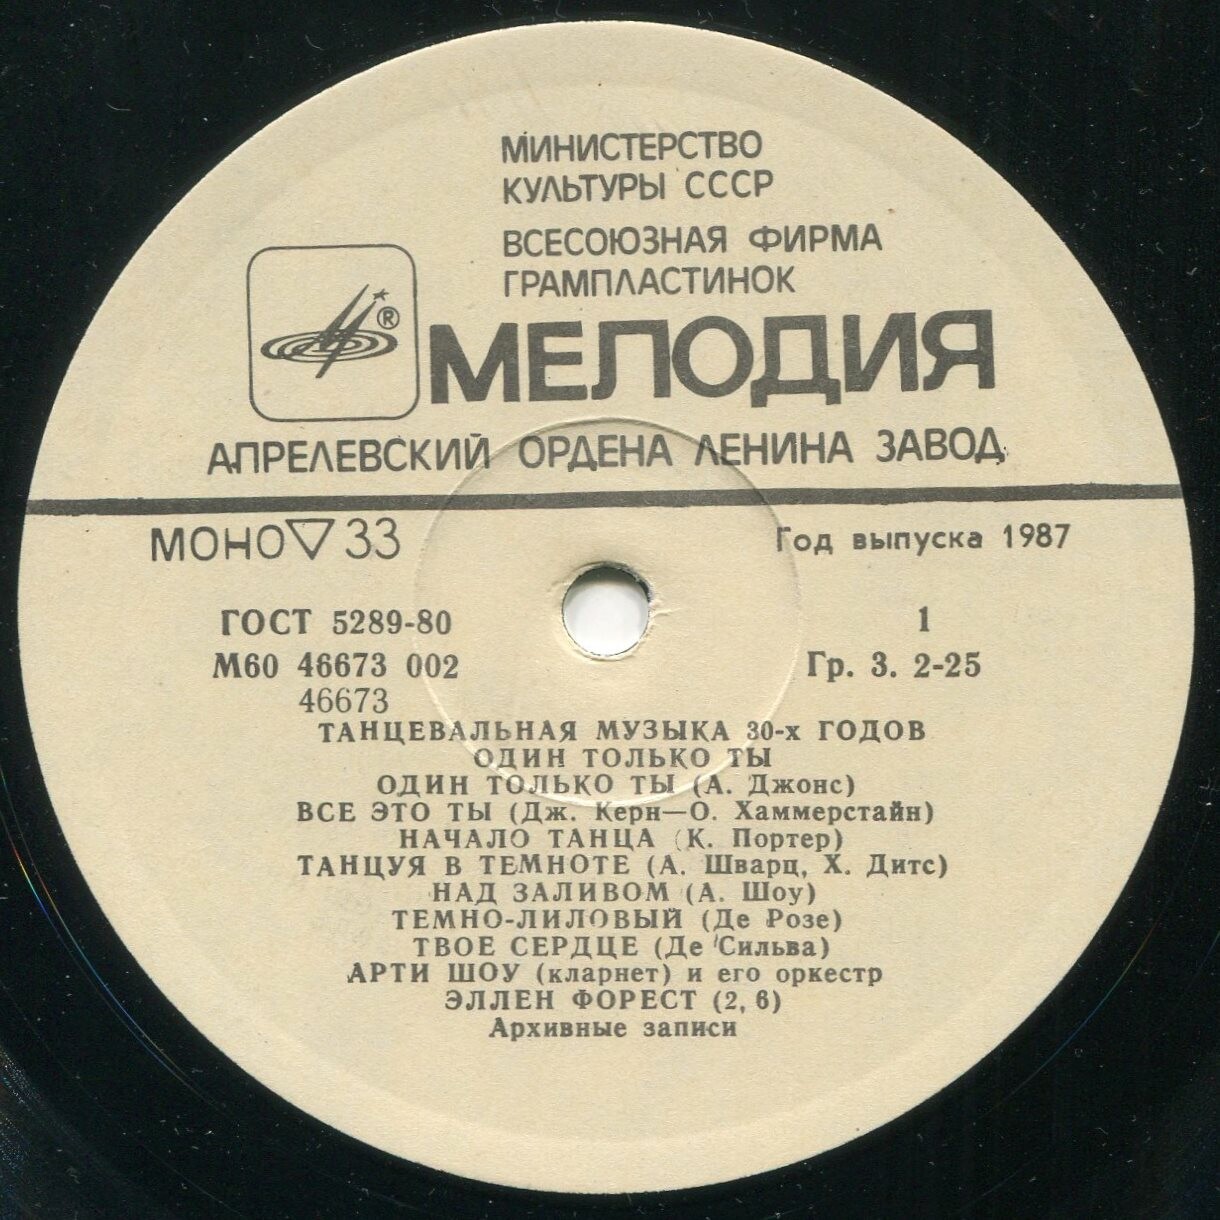 МИНИСТЕРСТВО
КУЛЬТУРЫ СССР
ВСЕСОЮЗНАЯ ФИРМА
ГРАМПЛАСТИНОК
®
МЕЛОДИЯ
АПРЕЛЕВСКИЙ ОРДЕНА ЛЕНИНА ЗАВОД
МОНО ▽ 33
Год выпуска 1987
ГОСТ 5289-80
1
М60 46673 002
Гр. 3. 2-25
46673
ТАНЦЕВАЛЬНАЯ МУЗЫКА 30-х ГОДОВ
ОДИН ТОЛЬКО ТЫ
ОДИН ТОЛЬКО ТЫ (А. Джонс)
ВСЕ ЭТО ТЫ (Дж. Керн—О. Хаммерстайн)
НАЧАЛО ТАНЦА (К. Портер)
ТАНЦУЯ В ТЕМНОТЕ (А. Шварц, Х. Дитс)
НАД ЗАЛИВОМ (А. Шоу)
ТЕМНО-ЛИЛОВЫЙ (Де Розе)
ТВОЕ СЕРДЦЕ (Де Сильва)
АРТИ ШОУ (кларнет) и его оркестр
ЭЛЛЕН ФОРЕСТ (2, 6)
Архивные записи